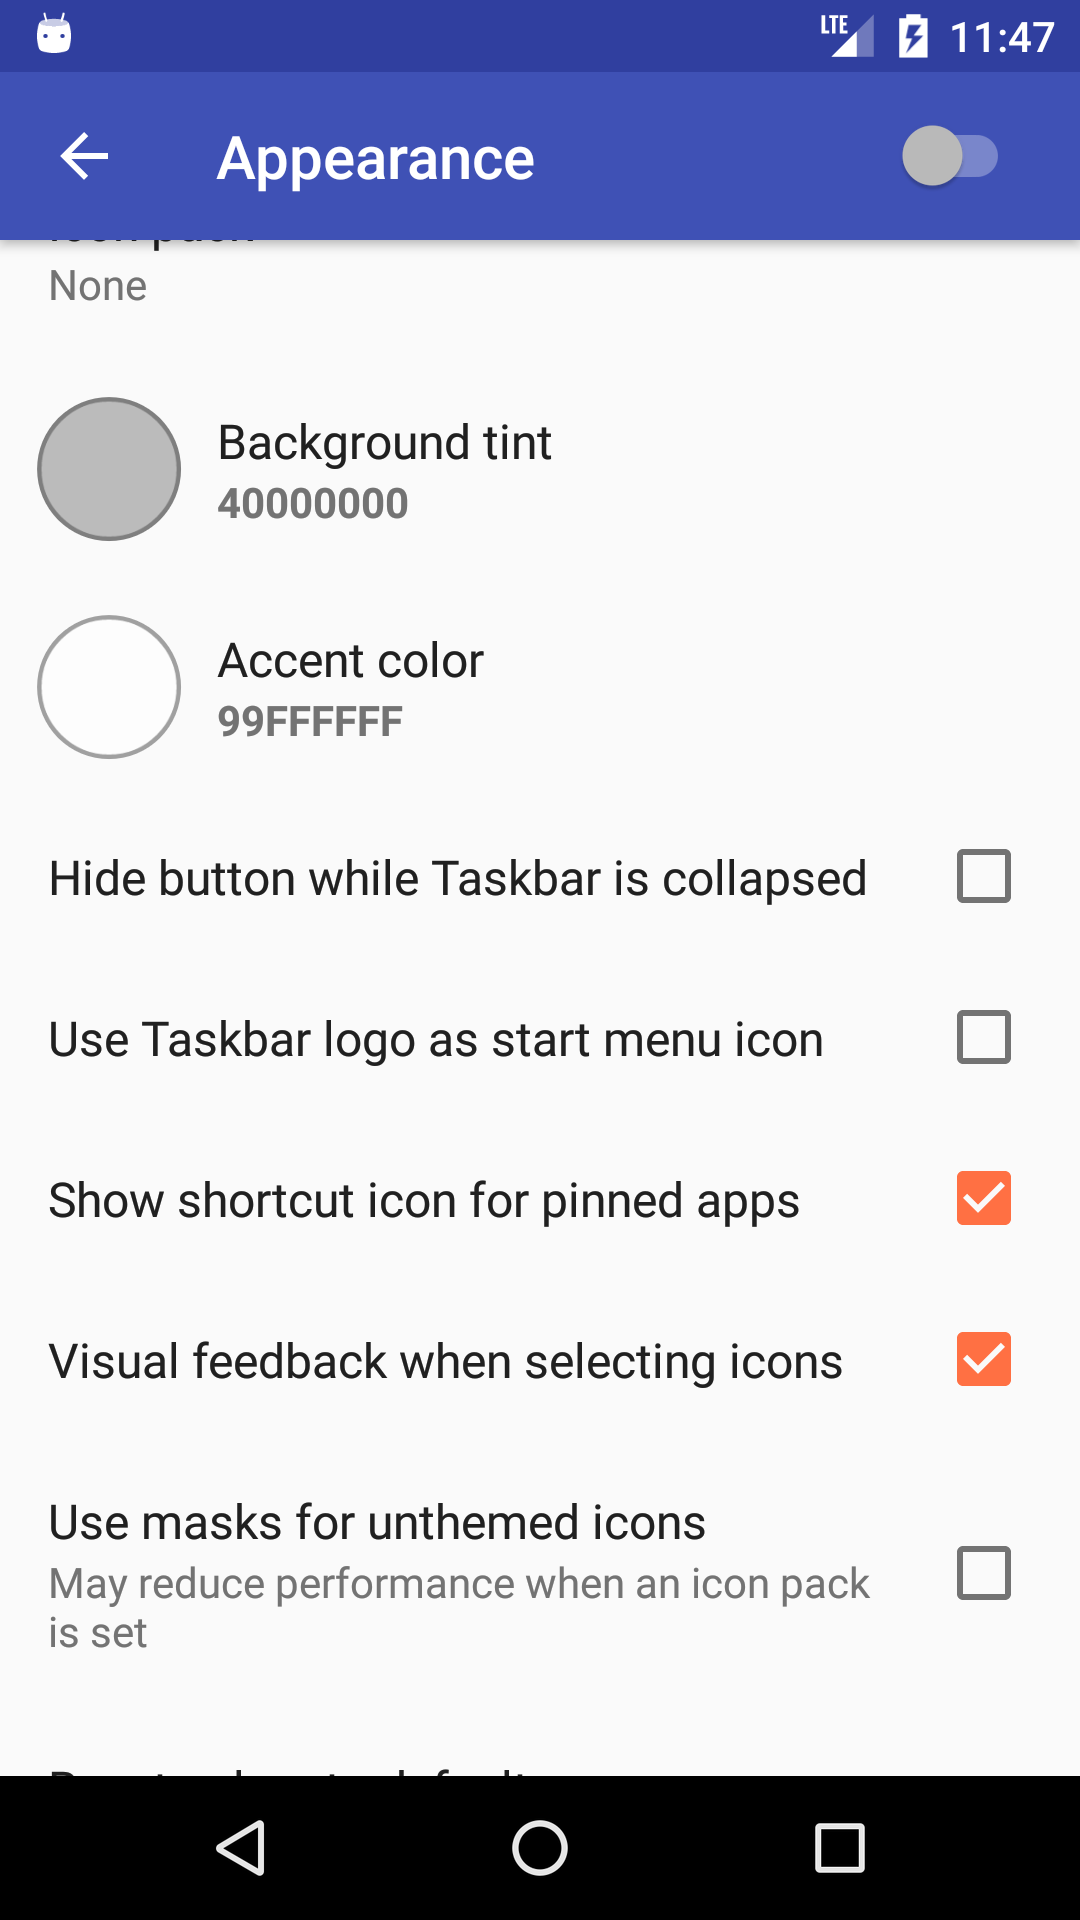 LTE 11:47
Appearance
Icon pack
None
Background tint
40000000
Accent color
99FFFFFF
Hide button while Taskbar is collapsed
Use Taskbar logo as start menu icon
Show shortcut icon for pinned apps
Visual feedback when selecting icons
Use masks for unthemed icons
May reduce performance when an icon pack
is set